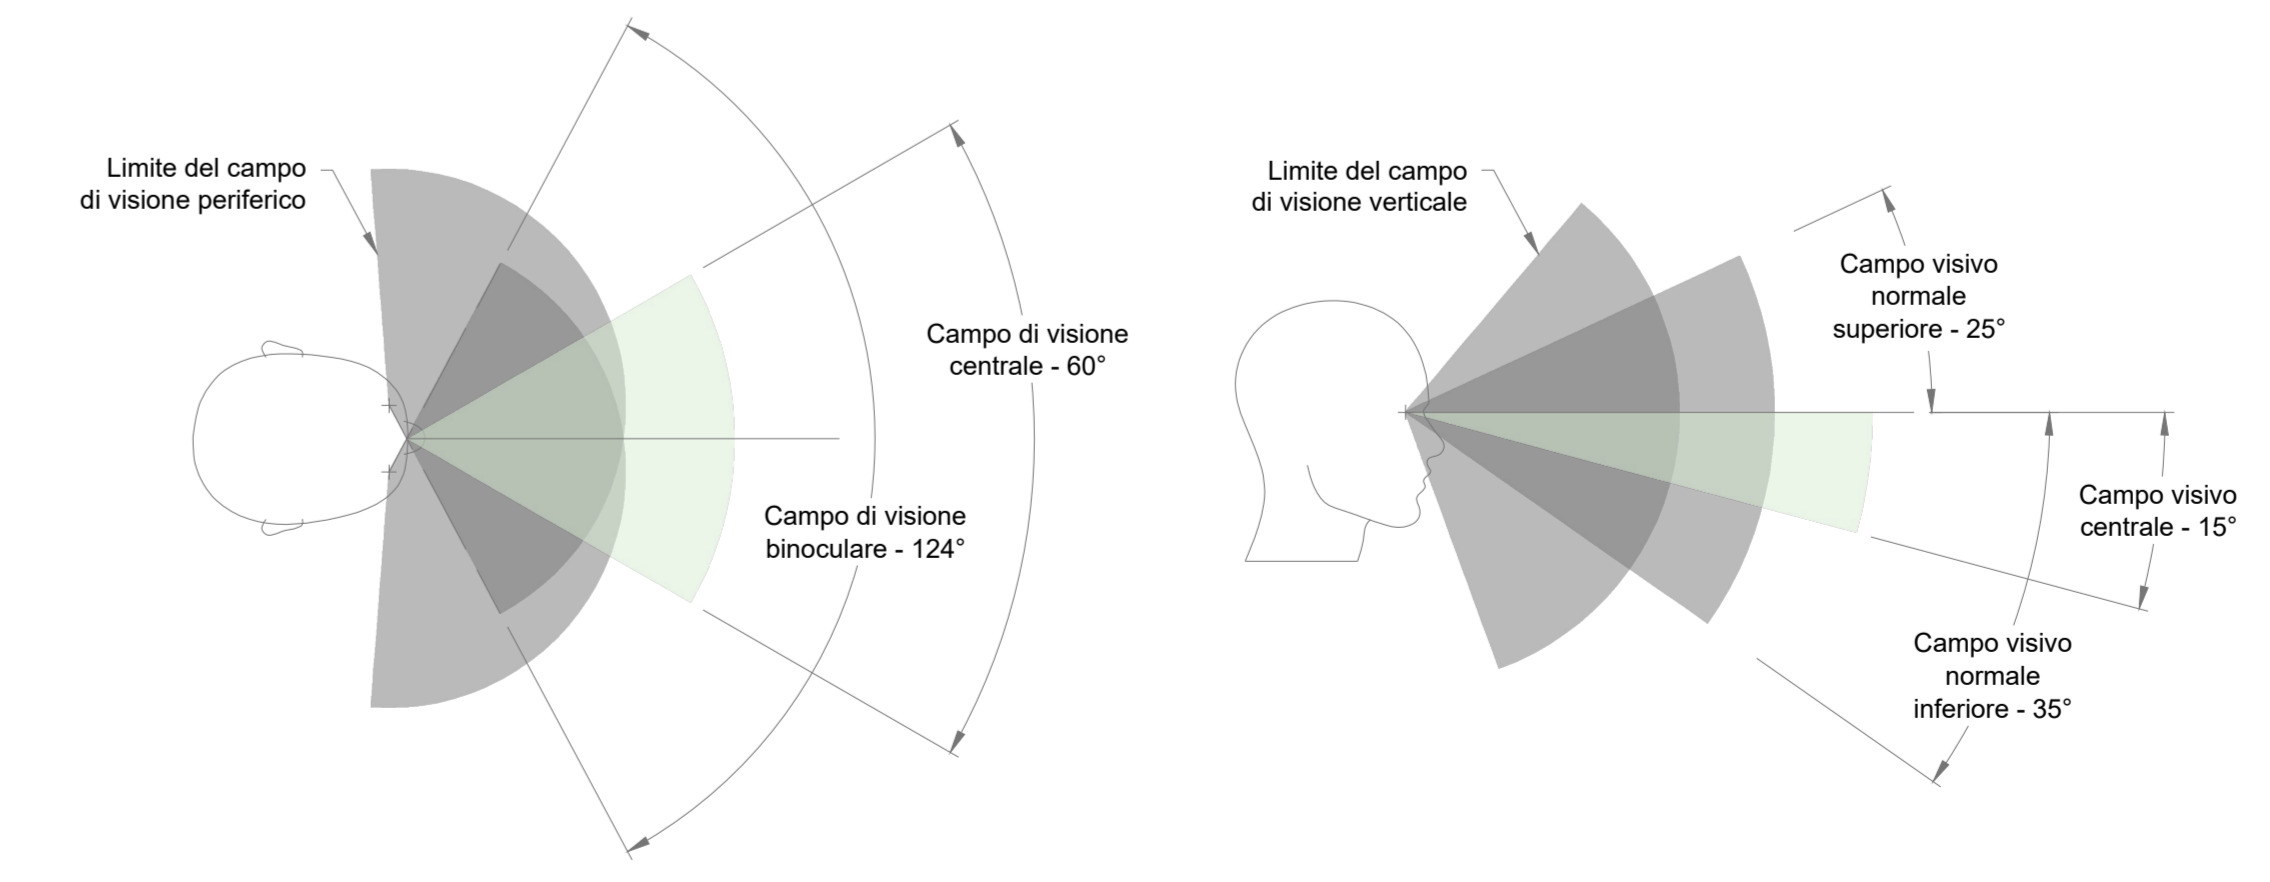 Limite del campo
di visione periferico
Campo di visione
centrale - 60°
Campo di visione
binoculare - 124°
Limite del campo
di visione verticale
Campo visivo
normale
superiore - 25°
Campo visivo
centrale - 15°
Campo visivo
normale
inferiore - 35°